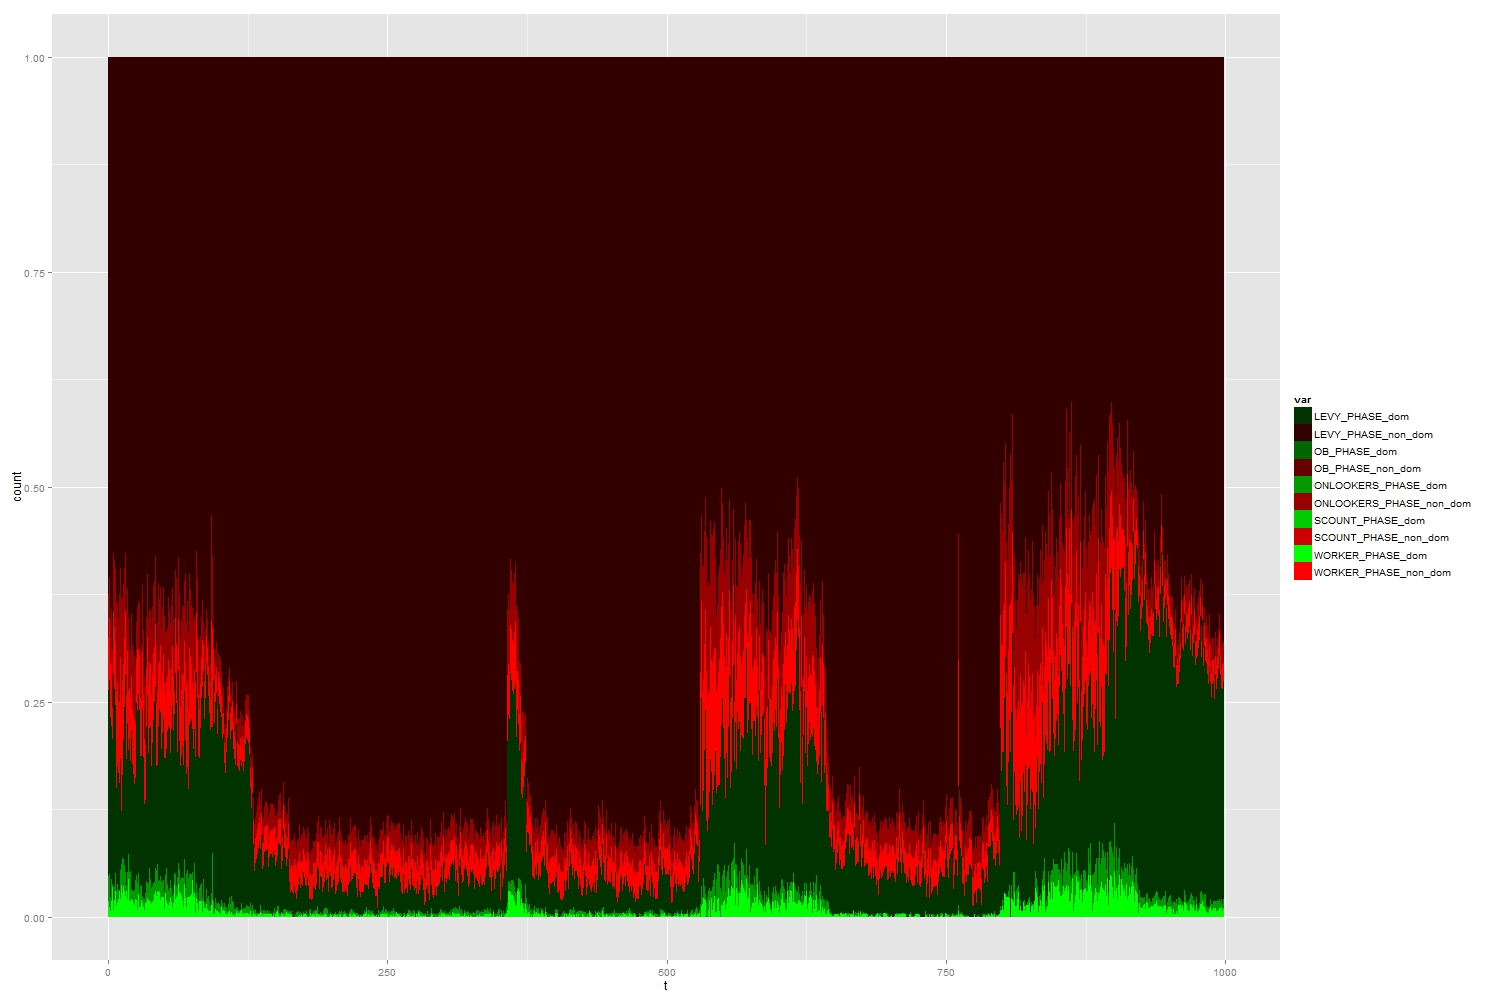 1.00
0.75
0.50
0.25
0.00
count
0
250
500
750
1000
t
var
LEVY_PHASE_dom
LEVY_PHASE_non_dom
OB_PHASE_dom
OB_PHASE_non_dom
ONLOOKERS_PHASE_dom
ONLOOKERS_PHASE_non_dom
SCOUNT_PHASE_dom
SCOUNT_PHASE_non_dom
WORKER_PHASE_dom
WORKER_PHASE_non_dom